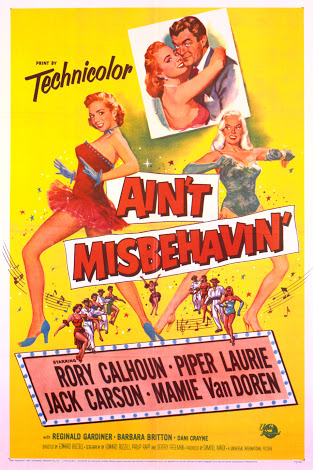 PRINT BY
Technicolor
AIN'T
MISBEHAVIN'
STARRING
RORY CALHOUN · PIPER LAURIE
JACK CARSON · MAMIE Van DOREN
with REGINALD GARDINER · BARBARA BRITTON · DANI CRAYNE